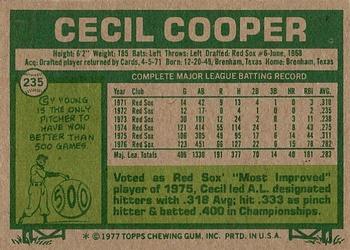 CECIL COOPER
Height: 6'2" Weight: 185 Bats: Left Throws: Left Drafted: Red Sox #6-June, 1968
Acq: Drafted player returned by Cards, 4-5-71 Born: 12-20-49, Brenham, Texas Home: Brenham, Texas
235
COMPLETE MAJOR LEAGUE BATTING RECORD
YR CLUB G AB R H 2B 3B HR RBI AVG
1971 Red Sox 14 42 9 13 4 1 0 3 .310
1972 Red Sox 12 17 0 4 1 0 0 2 .235
1973 Red Sox 30 101 12 24 2 0 3 11 .238
1974 Red Sox 121 414 55 114 24 1 8 43 .275
1975 Red Sox 106 305 49 95 17 6 14 44 .311
1976 Red Sox 123 451 66 127 22 6 15 78 .282
Maj. Lea. Totals 406 1330 191 377 70 14 40 181 .283
CY YOUNG
IS THE ONLY
PITCHER TO
HAVE WON
BETTER THAN
500 GAMES.
500
Voted as Red Sox' "Most Improved"
player of 1975, Cecil led A.L. designated
hitters with .318 Avg; hit .333 as pinch
hitter & batted .400 in Championships.
* © 1977 TOPPS CHEWING GUM, INC. PRTD. IN U.S.A.